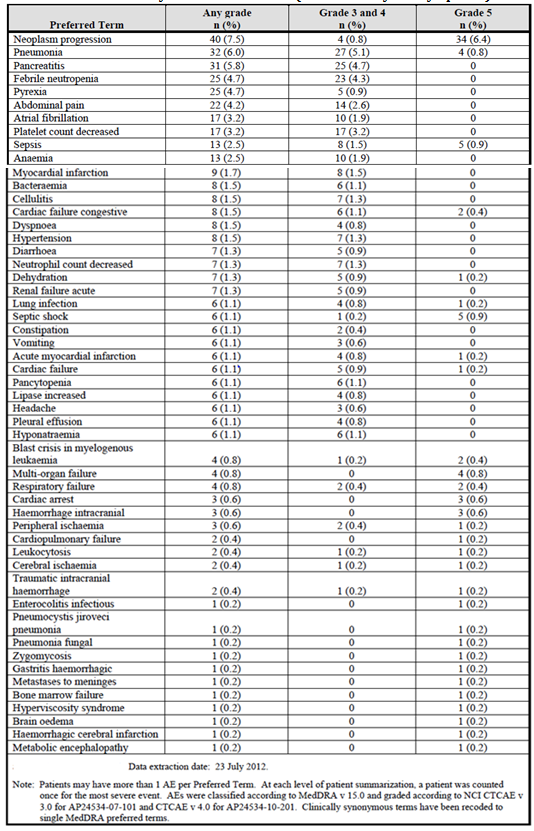 Preferred Term Any grade n (%) Grade 3 and 4 n (%) Grade 5 n (%)
Neoplasm progression 40 (7.5) 4 (0.8) 34 (6.4)
Pneumonia 32 (6.0) 27 (5.1) 4 (0.8)
Pancreatitis 31 (5.8) 25 (4.7) 0
Febrile neutropenia 25 (4.7) 23 (4.3) 0
Pyrexia 25 (4.7) 5 (0.9) 0
Abdominal pain 22 (4.2) 14 (2.6) 0
Atrial fibrillation 17 (3.2) 10 (1.9) 0
Platelet count decreased 17 (3.2) 17 (3.2) 0
Sepsis 13 (2.5) 8 (1.5) 5 (0.9)
Anaemia 13 (2.5) 10 (1.9) 0
Myocardial infarction 9 (1.7) 8 (1.5) 0
Bacteraemia 8 (1.5) 6 (1.1) 0
Cellulitis 8 (1.5) 7 (1.3) 0
Cardiac failure congestive 8 (1.5) 6 (1.1) 2 (0.4)
Dyspnoea 8 (1.5) 4 (0.8) 0
Hypertension 8 (1.5) 7 (1.3) 0
Diarrhoea 7 (1.3) 5 (0.9) 0
Neutrophil count decreased 7 (1.3) 7 (1.3) 0
Dehydration 7 (1.3) 5 (0.9) 1 (0.2)
Renal failure acute 7 (1.3) 5 (0.9) 0
Lung infection 6 (1.1) 4 (0.8) 1 (0.2)
Septic shock 6 (1.1) 1 (0.2) 5 (0.9)
Constipation 6 (1.1) 2 (0.4) 0
Vomiting 6 (1.1) 3 (0.6) 0
Acute myocardial infarction 6 (1.1) 4 (0.8) 1 (0.2)
Cardiac failure 6 (1.1) 5 (0.9) 1 (0.2)
Pancytopenia 6 (1.1) 6 (1.1) 0
Lipase increased 6 (1.1) 4 (0.8) 0
Headache 6 (1.1) 3 (0.6) 0
Pleural effusion 6 (1.1) 4 (0.8) 0
Hyponatraemia 6 (1.1) 6 (1.1) 0
Blast crisis in myelogenous
leukaemia 4 (0.8) 1 (0.2) 2 (0.4)
Multi-organ failure 4 (0.8) 0 4 (0.8)
Respiratory failure 4 (0.8) 2 (0.4) 2 (0.4)
Cardiac arrest 3 (0.6) 0 3 (0.6)
Haemorrhage intracranial 3 (0.6) 0 3 (0.6)
Peripheral ischaemia 3 (0.6) 2 (0.4) 1 (0.2)
Cardiopulmonary failure 2 (0.4) 0 1 (0.2)
Leukocytosis 2 (0.4) 1 (0.2) 1 (0.2)
Cerebral ischaemia 2 (0.4) 1 (0.2) 1 (0.2)
Traumatic intracranial
haemorrhage 2 (0.4) 1 (0.2) 1 (0.2)
Enterocolitis infectious 1 (0.2) 0 1 (0.2)
Pneumocystis jiroveci
pneumonia 1 (0.2) 0 1 (0.2)
Pneumonia fungal 1 (0.2) 0 1 (0.2)
Zygomycosis 1 (0.2) 0 1 (0.2)
Gastritis haemorrhagic 1 (0.2) 0 1 (0.2)
Metastases to meninges 1 (0.2) 0 1 (0.2)
Bone marrow failure 1 (0.2) 0 1 (0.2)
Hyperviscosity syndrome 1 (0.2) 0 1 (0.2)
Brain oedema 1 (0.2) 0 1 (0.2)
Haemorrhagic cerebral infarction 1 (0.2) 0 1 (0.2)
Metabolic encephalopathy 1 (0.2) 0 1 (0.2)
Data extraction date: 23 July 2012.
Note: Patients may have more than 1 AE per Preferred Term. At each level of patient summarization, a patient was counted
once for the most severe event. AEs were classified according to MedDRA v 15.0 and graded according to NCI CTCAE v
3.0 for AP24534-07-101 and CTCAE v 4.0 for AP24534-10-201. Clinically synonymous terms have been recoded to
single MedDRA preferred terms.